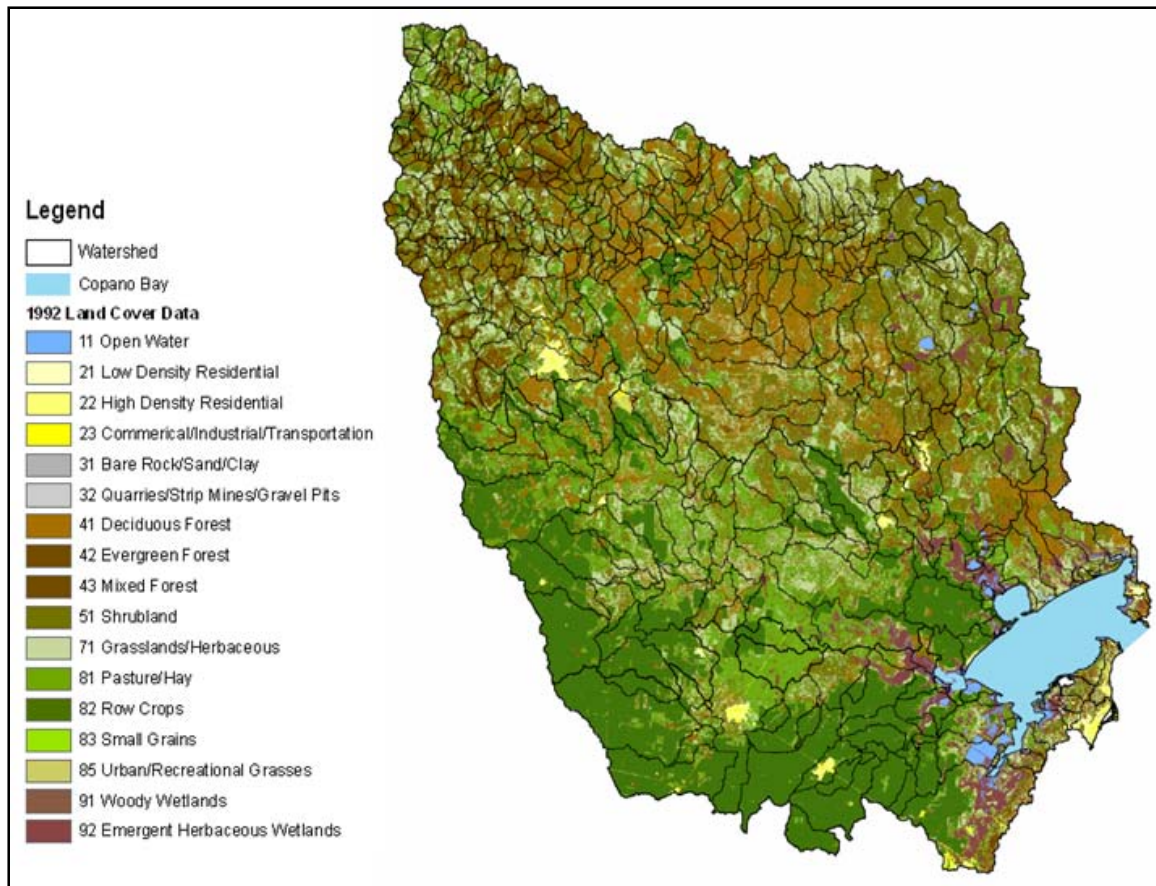 Legend
Watershed
Copano Bay
1992 Land Cover Data
11 Open Water
21 Low Density Residential
22 High Density Residential
23 Commerical/Industrial/Transportation
31 Bare Rock/Sand/Clay
32 Quarries/Strip Mines/Gravel Pits
41 Deciduous Forest
42 Evergreen Forest
43 Mixed Forest
51 Shrubland
71 Grasslands/Herbaceous
81 Pasture/Hay
82 Row Crops
83 Small Grains
85 Urban/Recreational Grasses
91 Woody Wetlands
92 Emergent Herbaceous Wetlands